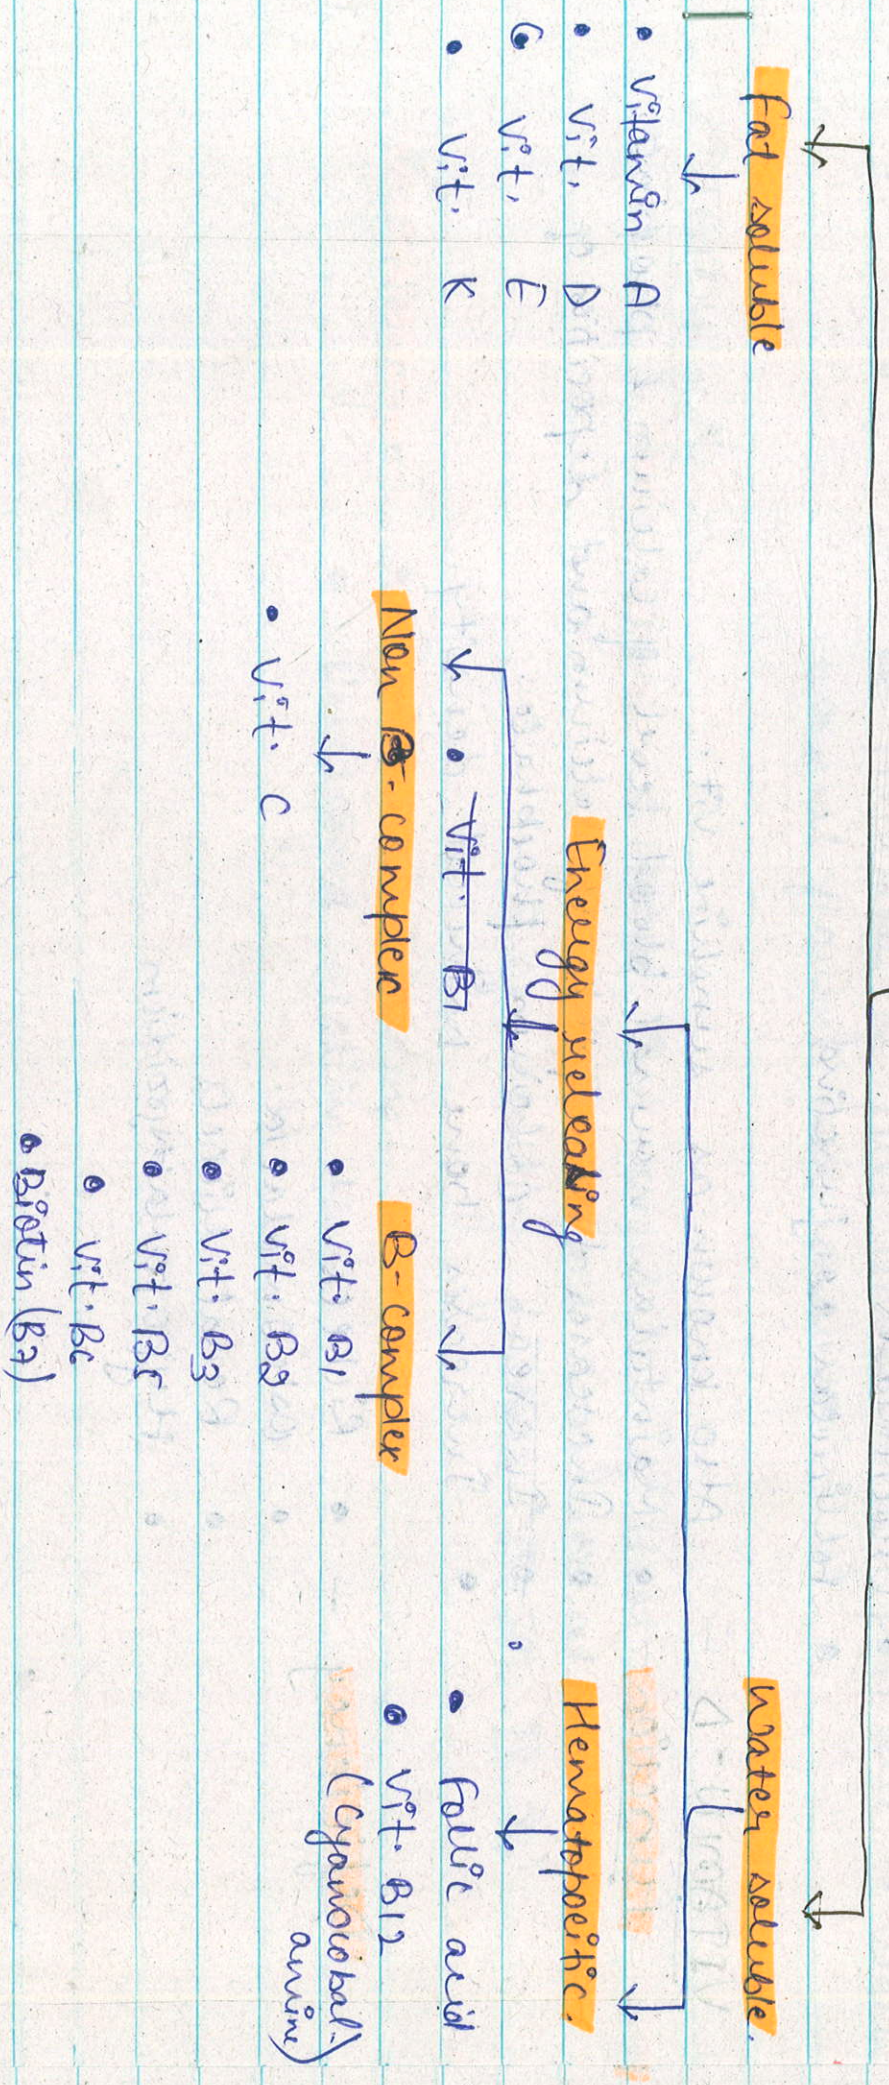 Fat soluble
• Vitamin A
• Vit. D
• Vit. E
• Vit. K
Water soluble.
Energy releasing
• Vit. B1
Non B-complex
• Vit. C
B-complex
• Vit. B1
• Vit. B2
• Vit. B3
• Vit. B5
• Vit. B6
• Biotin (B7)
Hematopoeitic.
• Follic acid
• Vit. B12
(Cyanocobal-
amine)